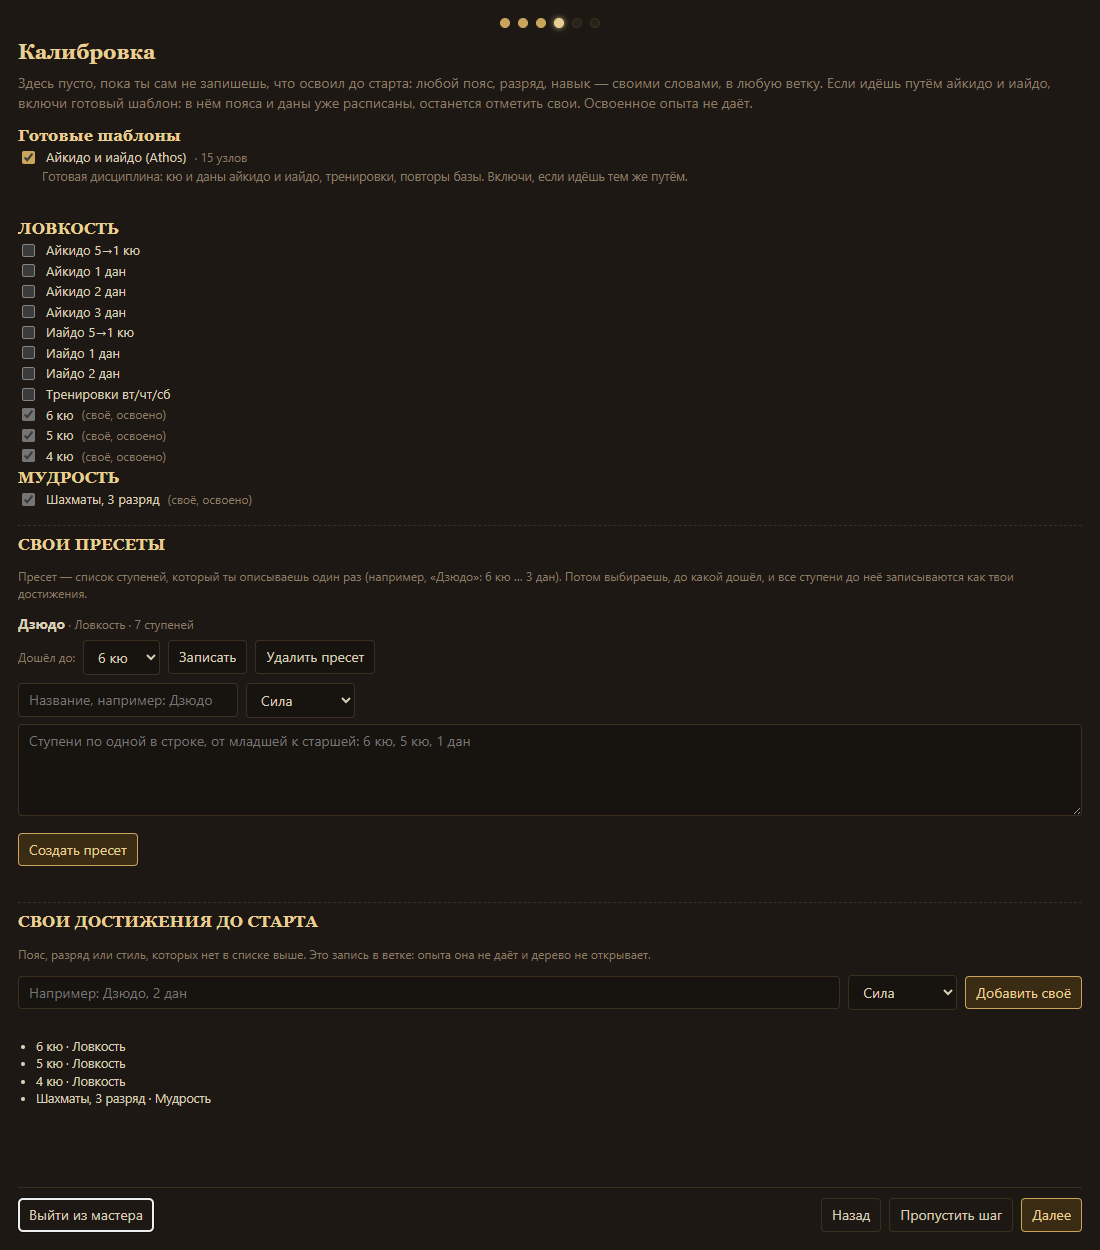 Калибровка
Здесь пусто, пока ты сам не запишешь, что освоил до старта: любой пояс, разряд, навык — своими словами, в любую ветку. Если идёшь путём айкидо и иайдо,
включи готовый шаблон: в нём пояса и даны уже расписаны, останется отметить свои. Освоенное опыта не даёт.
Готовые шаблоны
Айкидо и иайдо (Athos) · 15 узлов
Готовая дисциплина: кю и даны айкидо и иайдо, тренировки, повторы базы. Включи, если идёшь тем же путём.
ЛОВКОСТЬ
Айкидо 5→1 кю
Айкидо 1 дан
Айкидо 2 дан
Айкидо 3 дан
Иайдо 5→1 кю
Иайдо 1 дан
Иайдо 2 дан
Тренировки вт/чт/сб
6 кю (своё, освоено)
5 кю (своё, освоено)
4 кю (своё, освоено)
МУДРОСТЬ
Шахматы, 3 разряд (своё, освоено)
СВОИ ПРЕСЕТЫ
Пресет — список ступеней, который ты описываешь один раз (например, «Дзюдо»: 6 кю ... 3 дан). Потом выбираешь, до какой дошёл, и все ступени до неё записываются как твои
достижения.
Дзюдо · Ловкость · 7 ступеней
Дошёл до: 6 кю Записать Удалить пресет
Название, например: Дзюдо Сила
Ступени по одной в строке, от младшей к старшей: 6 кю, 5 кю, 1 дан
Создать пресет
СВОИ ДОСТИЖЕНИЯ ДО СТАРТА
Пояс, разряд или стиль, которых нет в списке выше. Это запись в ветке: опыта она не даёт и дерево не открывает.
Например: Дзюдо, 2 дан Сила Добавить своё
• 6 кю · Ловкость
• 5 кю · Ловкость
• 4 кю · Ловкость
• Шахматы, 3 разряд · Мудрость
Выйти из мастера Назад Пропустить шаг Далее